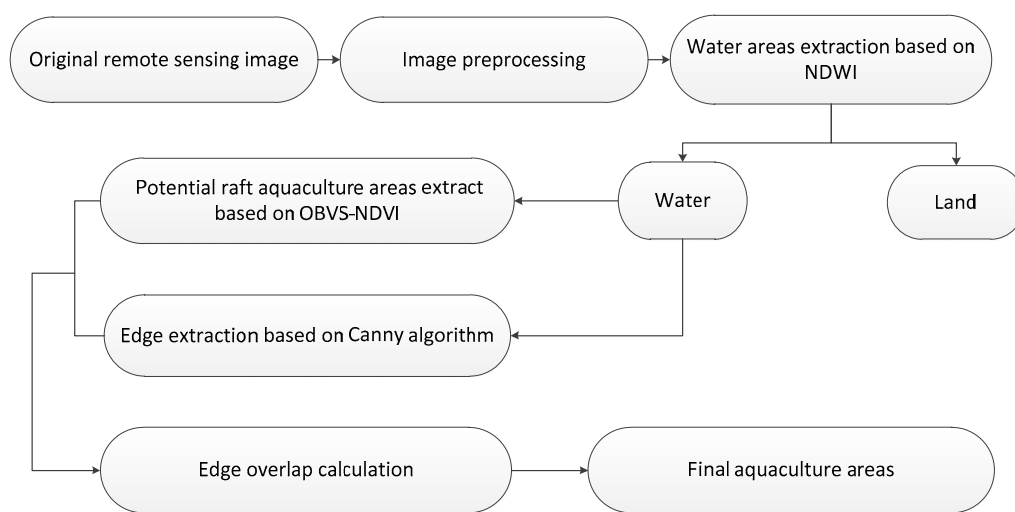 Original remote sensing image
Image preprocessing
Water areas extraction based on
NDWI
Potential raft aquaculture areas extract
based on OBVS-NDVI
Water
Land
Edge extraction based on Canny algorithm
Edge overlap calculation
Final aquaculture areas